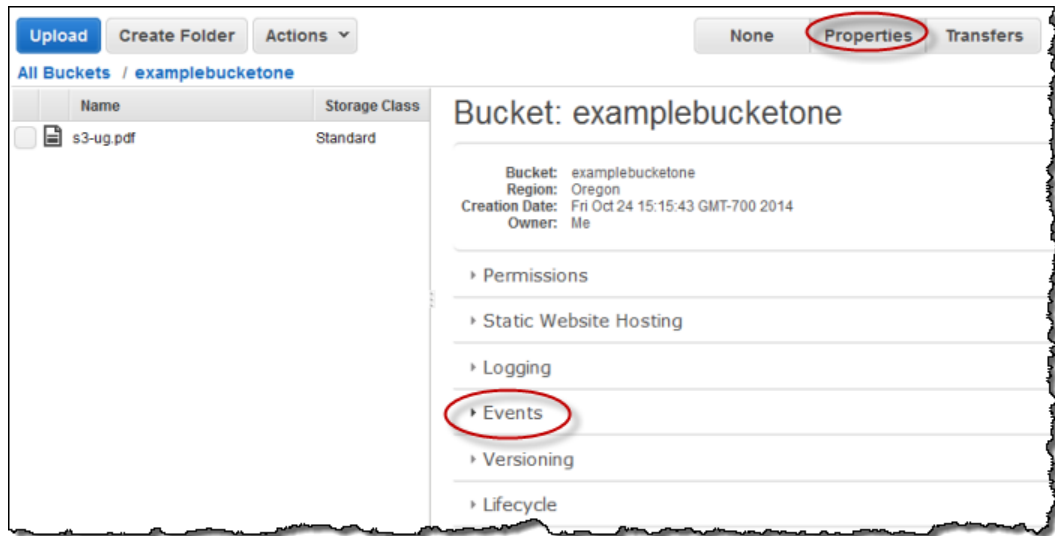 Upload Create Folder Actions None Properties Transfers
All Buckets / examplebucketone
Name Storage Class
s3-ug.pdf Standard
Bucket: examplebucketone
Bucket: examplebucketone
Region: Oregon
Creation Date: Fri Oct 24 15:15:43 GMT-700 2014
Owner: Me
Permissions
Static Website Hosting
Logging
Events
Versioning
Lifecycle